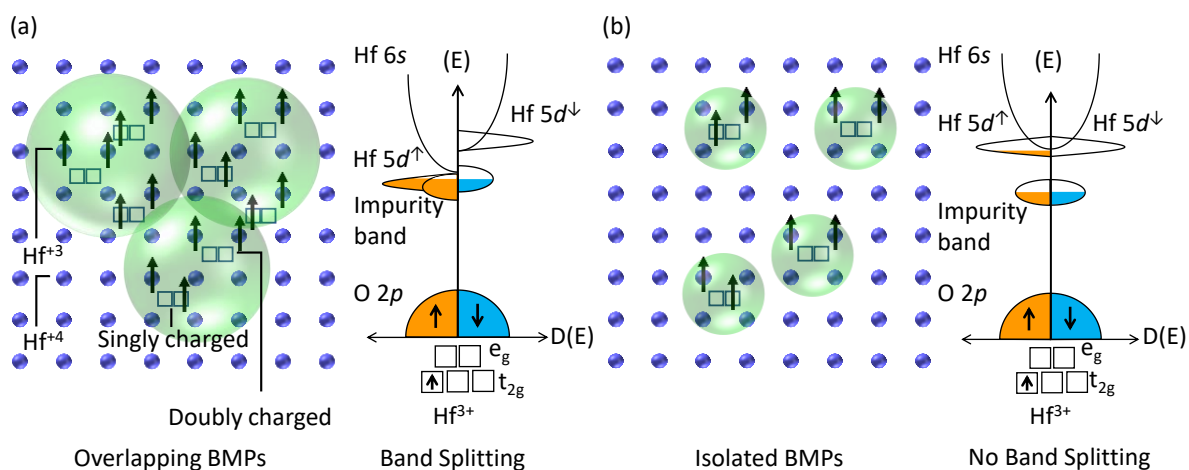 (a)
Hf⁺³
Hf⁺⁴
Singly charged
Doubly charged
Overlapping BMPs
Hf 6s
(E)
Hf 5d↓
Hf 5d↑
Impurity
band
O 2p
↑ ↓
D(E)
e_g
↑
t_2g
Hf³⁺
Band Splitting
(b)
Isolated BMPs
Hf 6s
(E)
Hf 5d↑
Hf 5d↓
Impurity
band
O 2p
↑ ↓
D(E)
e_g
↑
t_2g
Hf³⁺
No Band Splitting